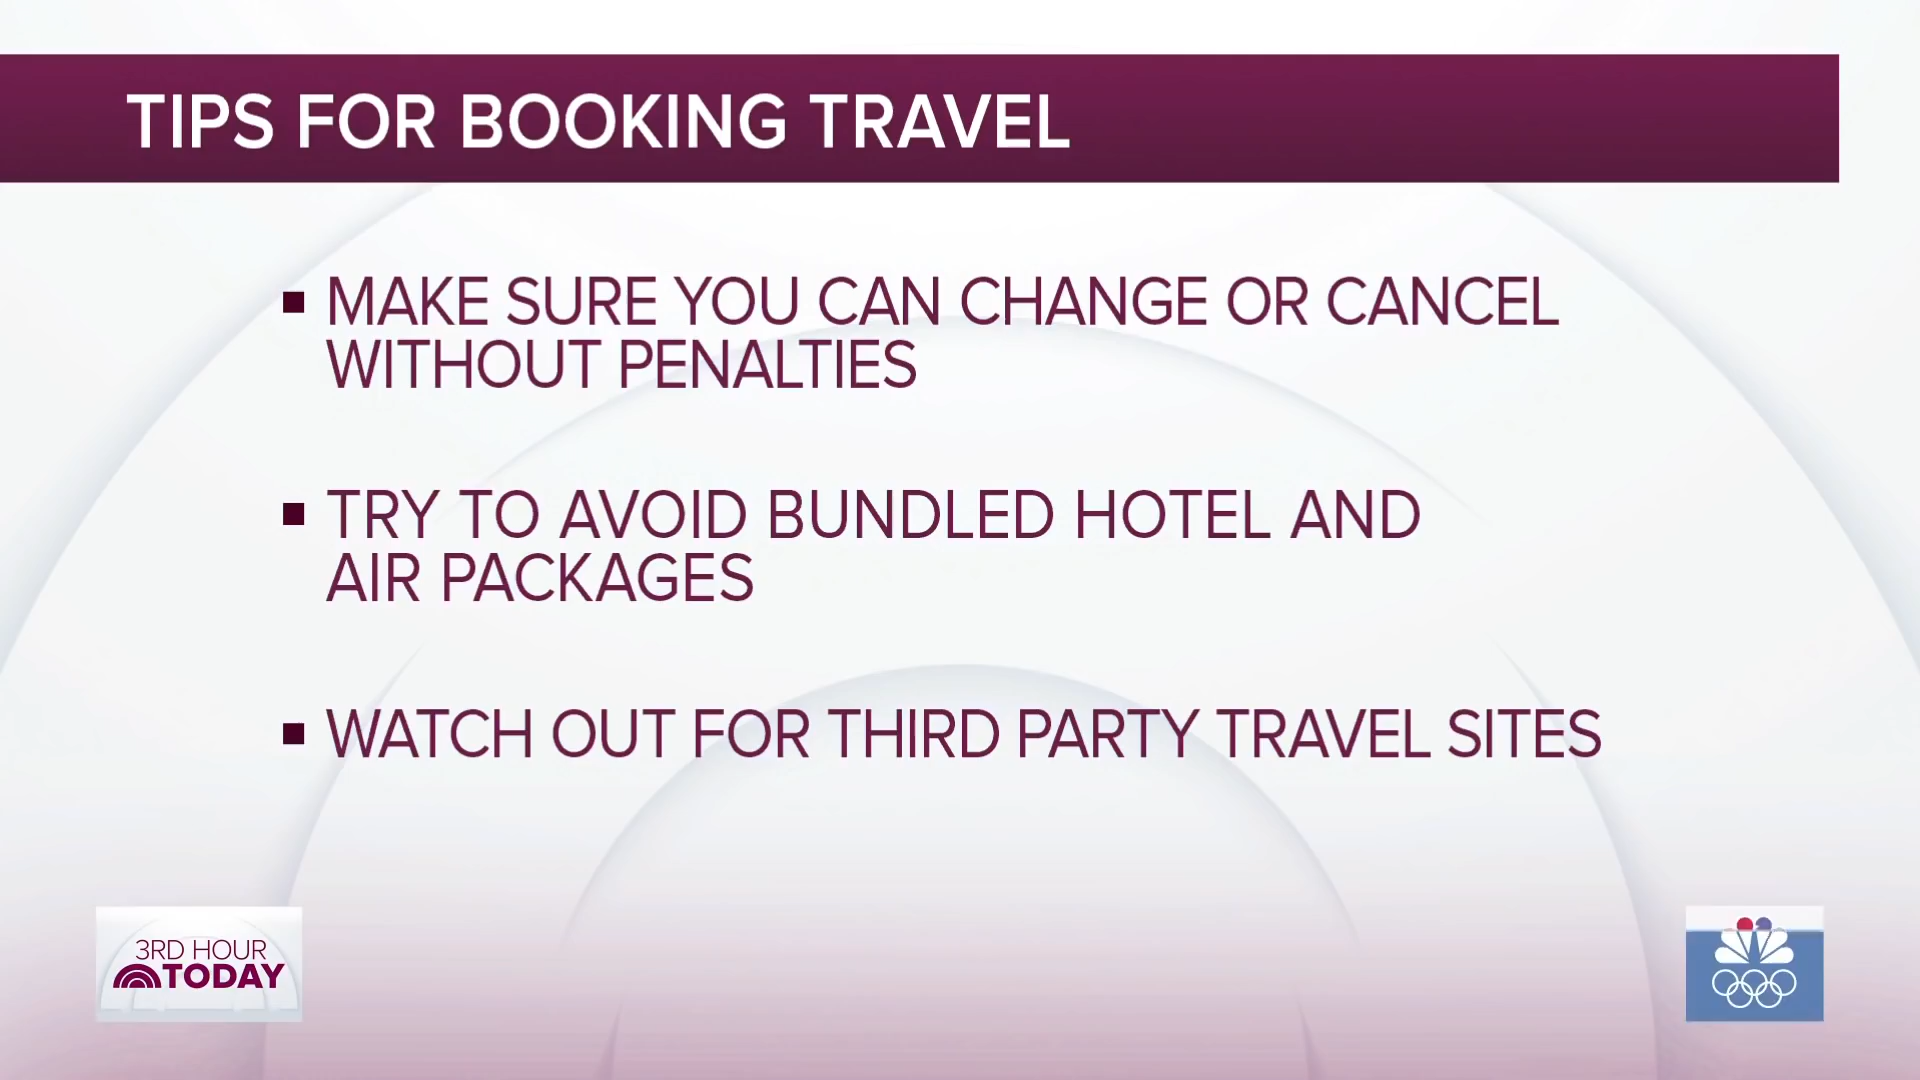 TIPS FOR BOOKING TRAVEL
MAKE SURE YOU CAN CHANGE OR CANCEL
WITHOUT PENALTIES
TRY TO AVOID BUNDLED HOTEL AND
AIR PACKAGES
WATCH OUT FOR THIRD PARTY TRAVEL SITES
3RD HOUR
TODAY